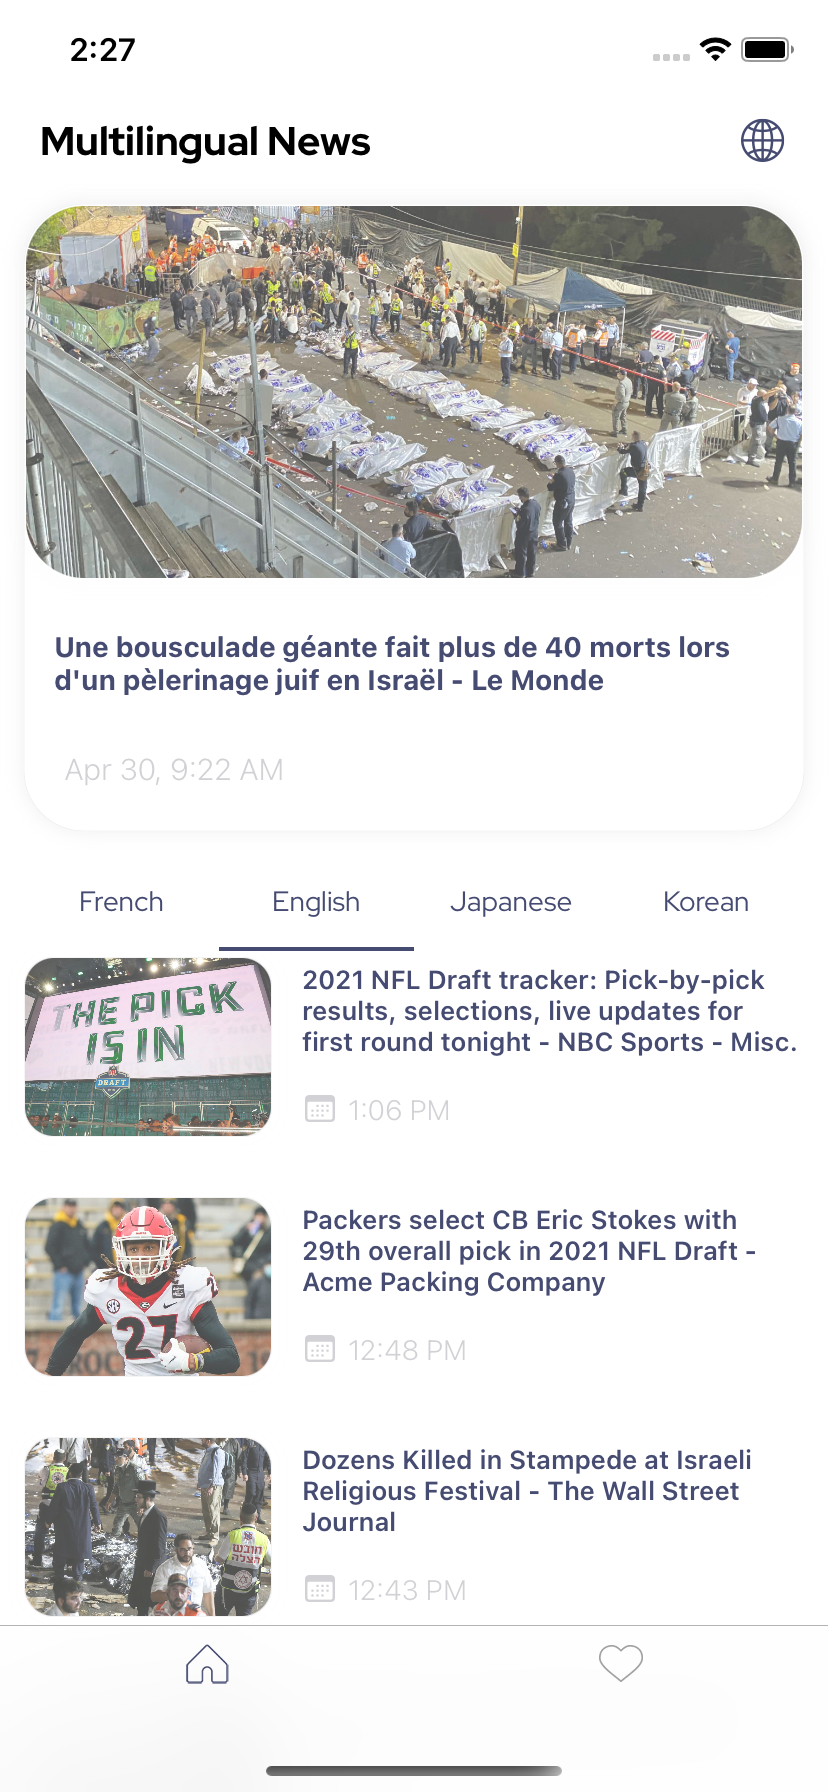 2:27
Multilingual News
Une bousculade géante fait plus de 40 morts lors
d'un pèlerinage juif en Israël - Le Monde
Apr 30, 9:22 AM
French English Japanese Korean
THE PICK
IS IN
DRAFT
2021 NFL Draft tracker: Pick-by-pick
results, selections, live updates for
first round tonight - NBC Sports - Misc.
1:06 PM
27
Packers select CB Eric Stokes with
29th overall pick in 2021 NFL Draft -
Acme Packing Company
12:48 PM
חובש
הצלה
Dozens Killed in Stampede at Israeli
Religious Festival - The Wall Street
Journal
12:43 PM